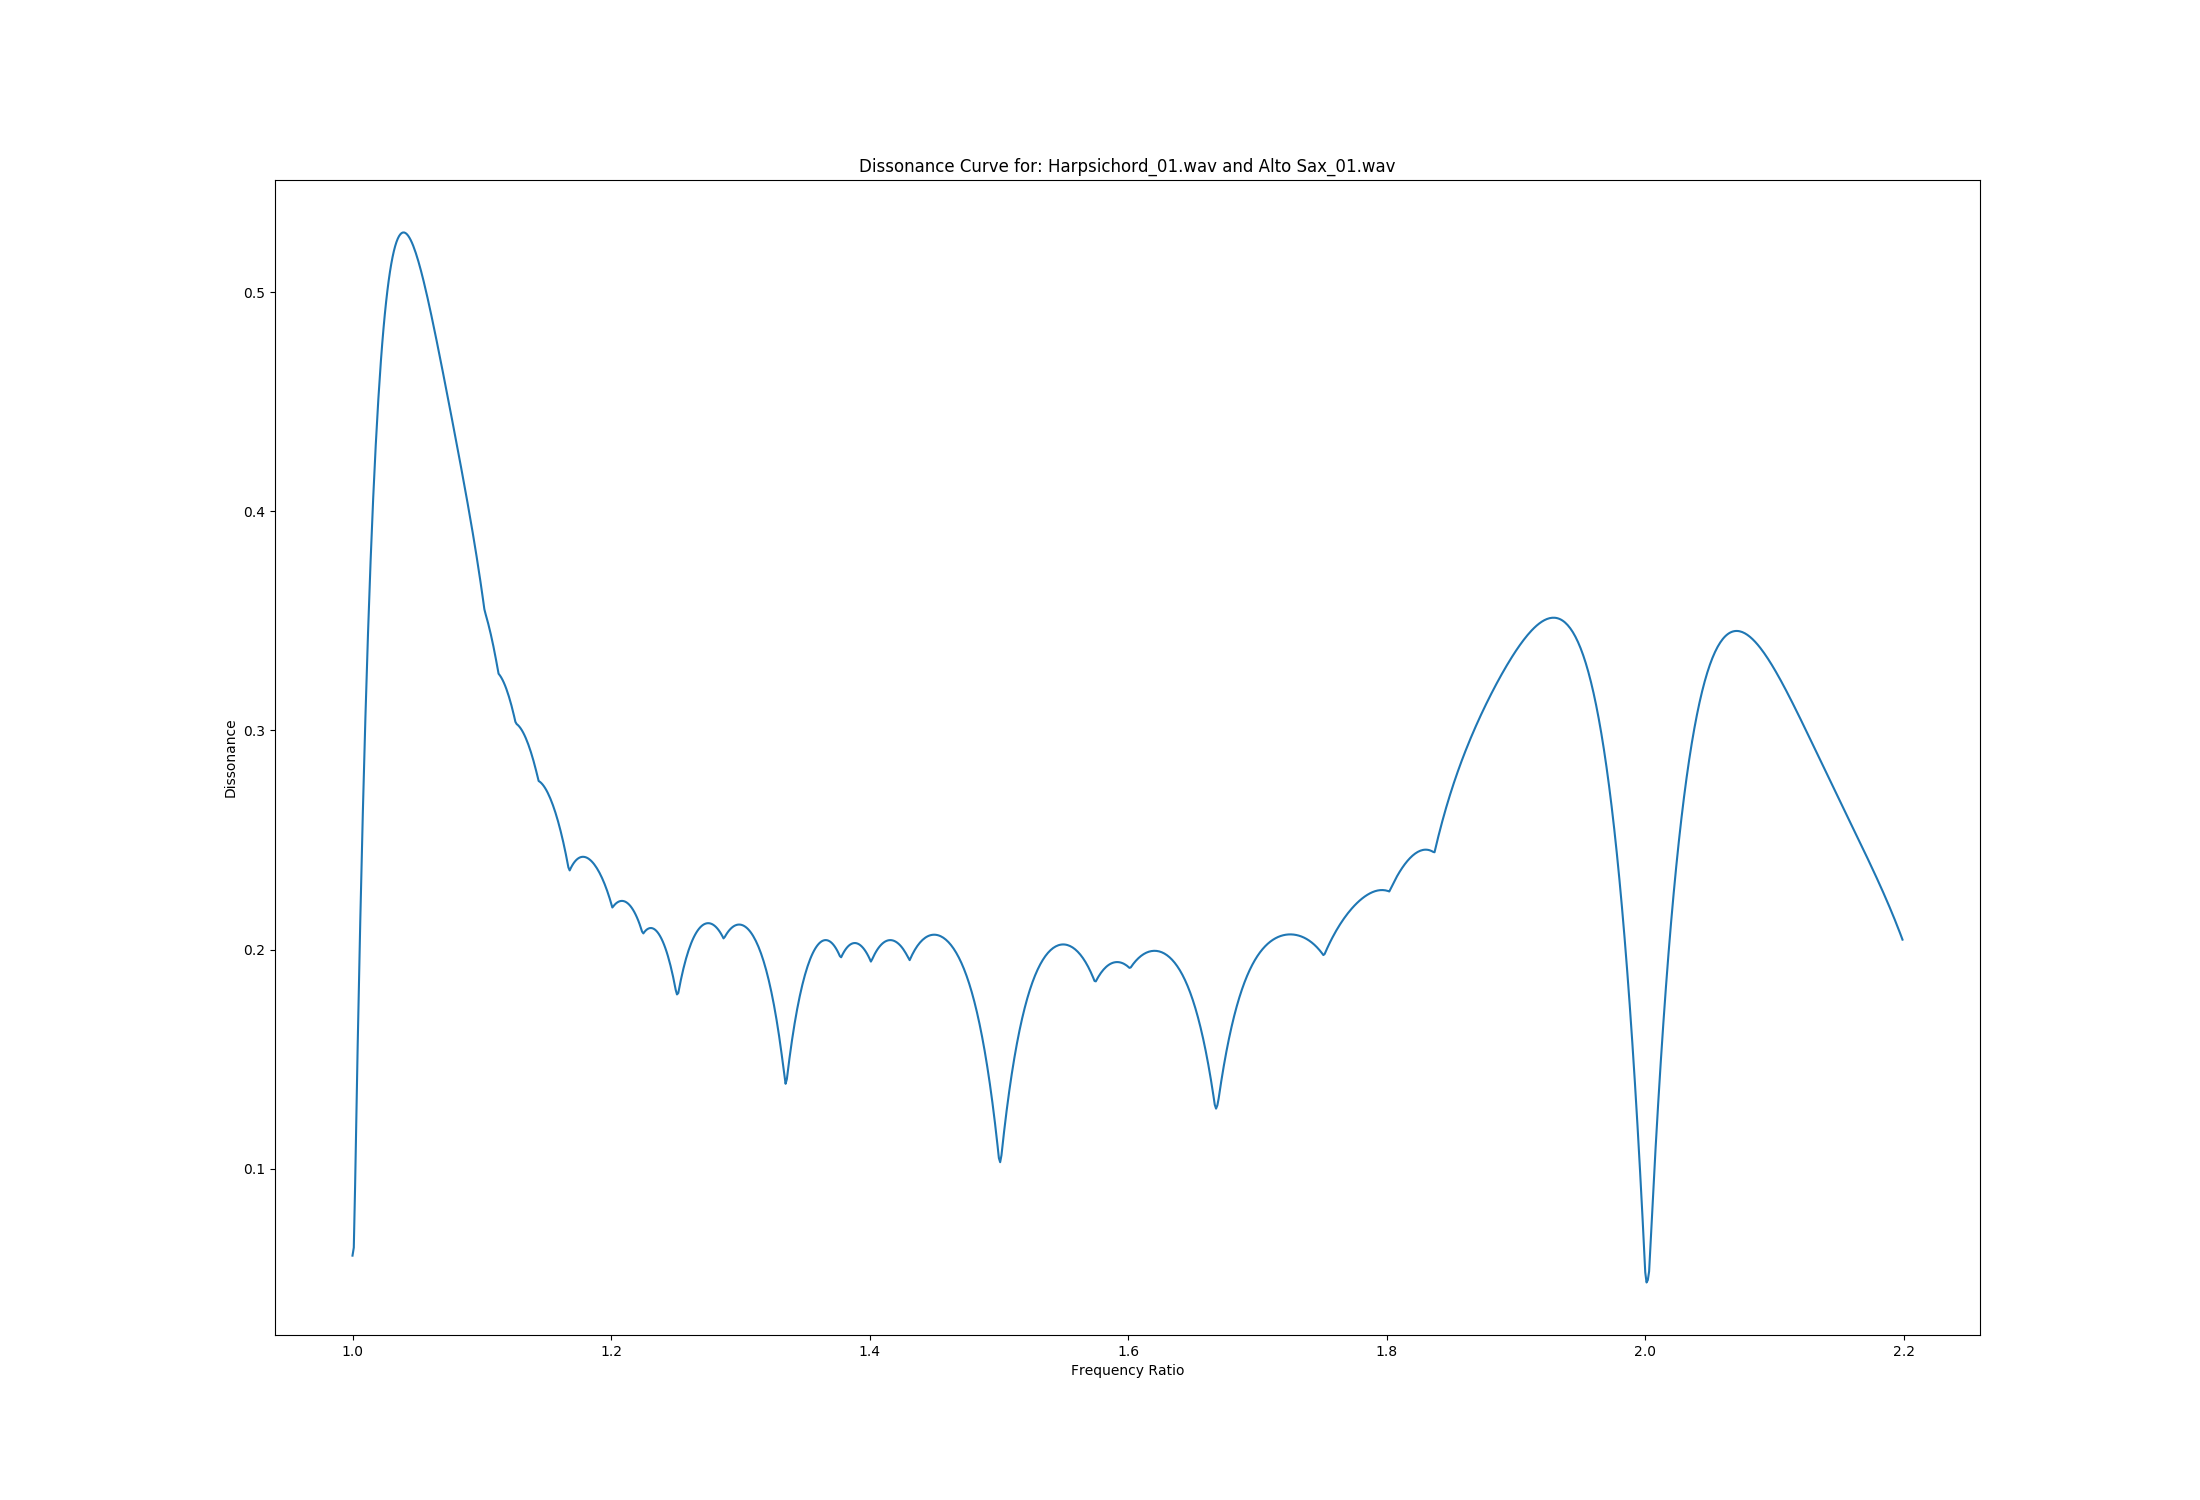 Dissonance Curve for: Harpsichord_01.wav and Alto Sax_01.wav
0.5
0.4
0.3
0.2
0.1
Dissonance
1.0 1.2 1.4 1.6 1.8 2.0 2.2
Frequency Ratio